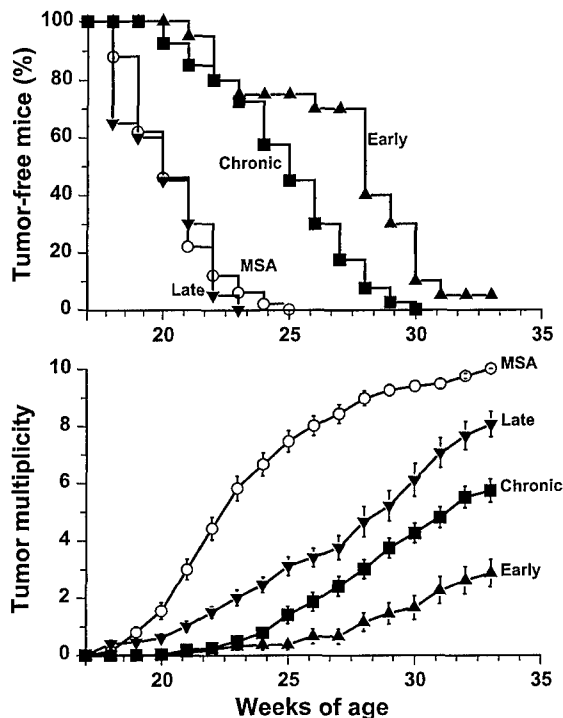 Tumor-free mice (%)
100
80
60
40
20
0
Early
Chronic
MSA
Late
20
25
30
35
Tumor multiplicity
10
8
6
4
2
0
MSA
Late
Chronic
Early
20
25
30
35
Weeks of age